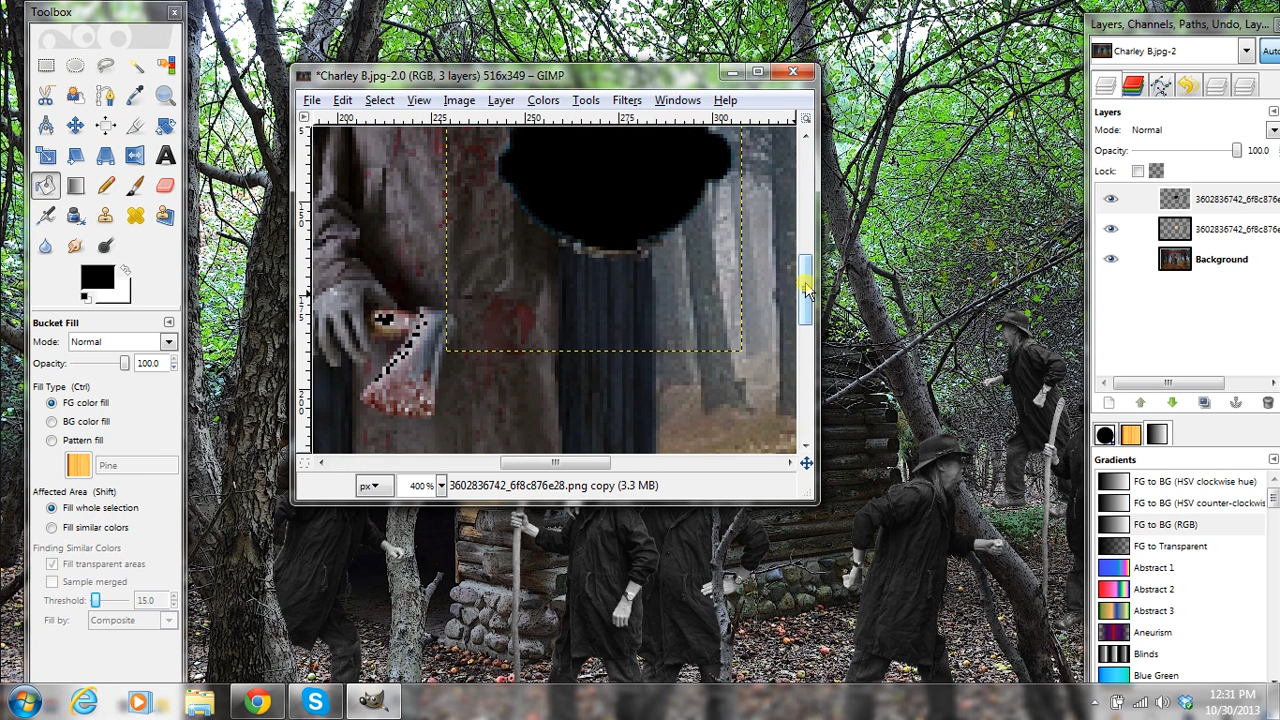 Toolbox
Layers, Channels, Paths, Undo, Lay...
Charley B.jpg-2
Auto
*Charley B.jpg-2.0 (RGB, 3 layers) 516x349 – GIMP
File Edit Select View Image Layer Colors Tools Filters Windows Help
200 225 250 275 300
Layers
Mode: Normal
Opacity: 100.0
Lock:
3602836742_6f8c876e
3602836742_6f8c876e
Background
Bucket Fill
Mode: Normal
Opacity: 100.0
Fill Type (Ctrl)
FG color fill
BG color fill
Pattern fill
Pine
Affected Area (Shift)
Fill whole selection
Fill similar colors
Finding Similar Colors
Fill transparent areas
Sample merged
Threshold: 15.0
Fill by: Composite
px 400% 3602836742_6f8c876e28.png copy (3.3 MB)
Gradients
FG to BG (HSV clockwise hue)
FG to BG (HSV counter-clockwis
FG to BG (RGB)
FG to Transparent
Abstract 1
Abstract 2
Abstract 3
Aneurism
Blinds
Blue Green
12:31 PM
10/30/2013